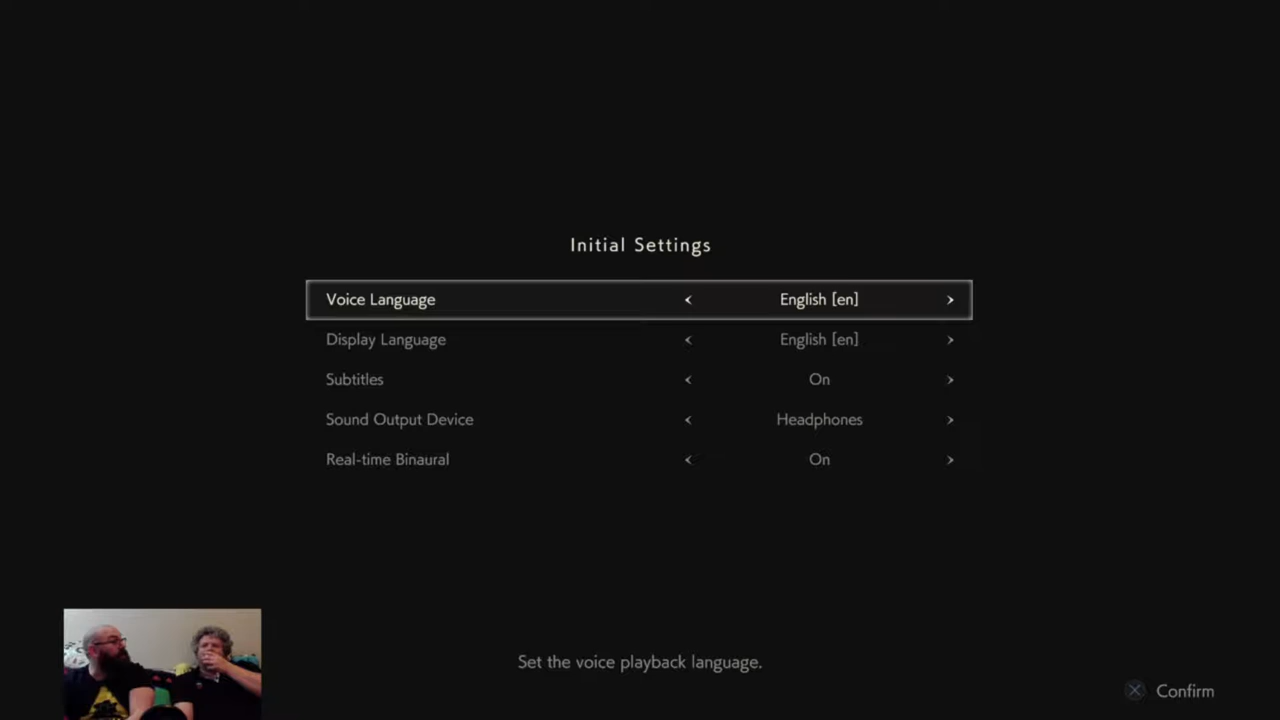 Initial Settings
Voice Language < English [en] >
Display Language < English [en] >
Subtitles < On >
Sound Output Device < Headphones >
Real-time Binaural < On >
Set the voice playback language.
Confirm